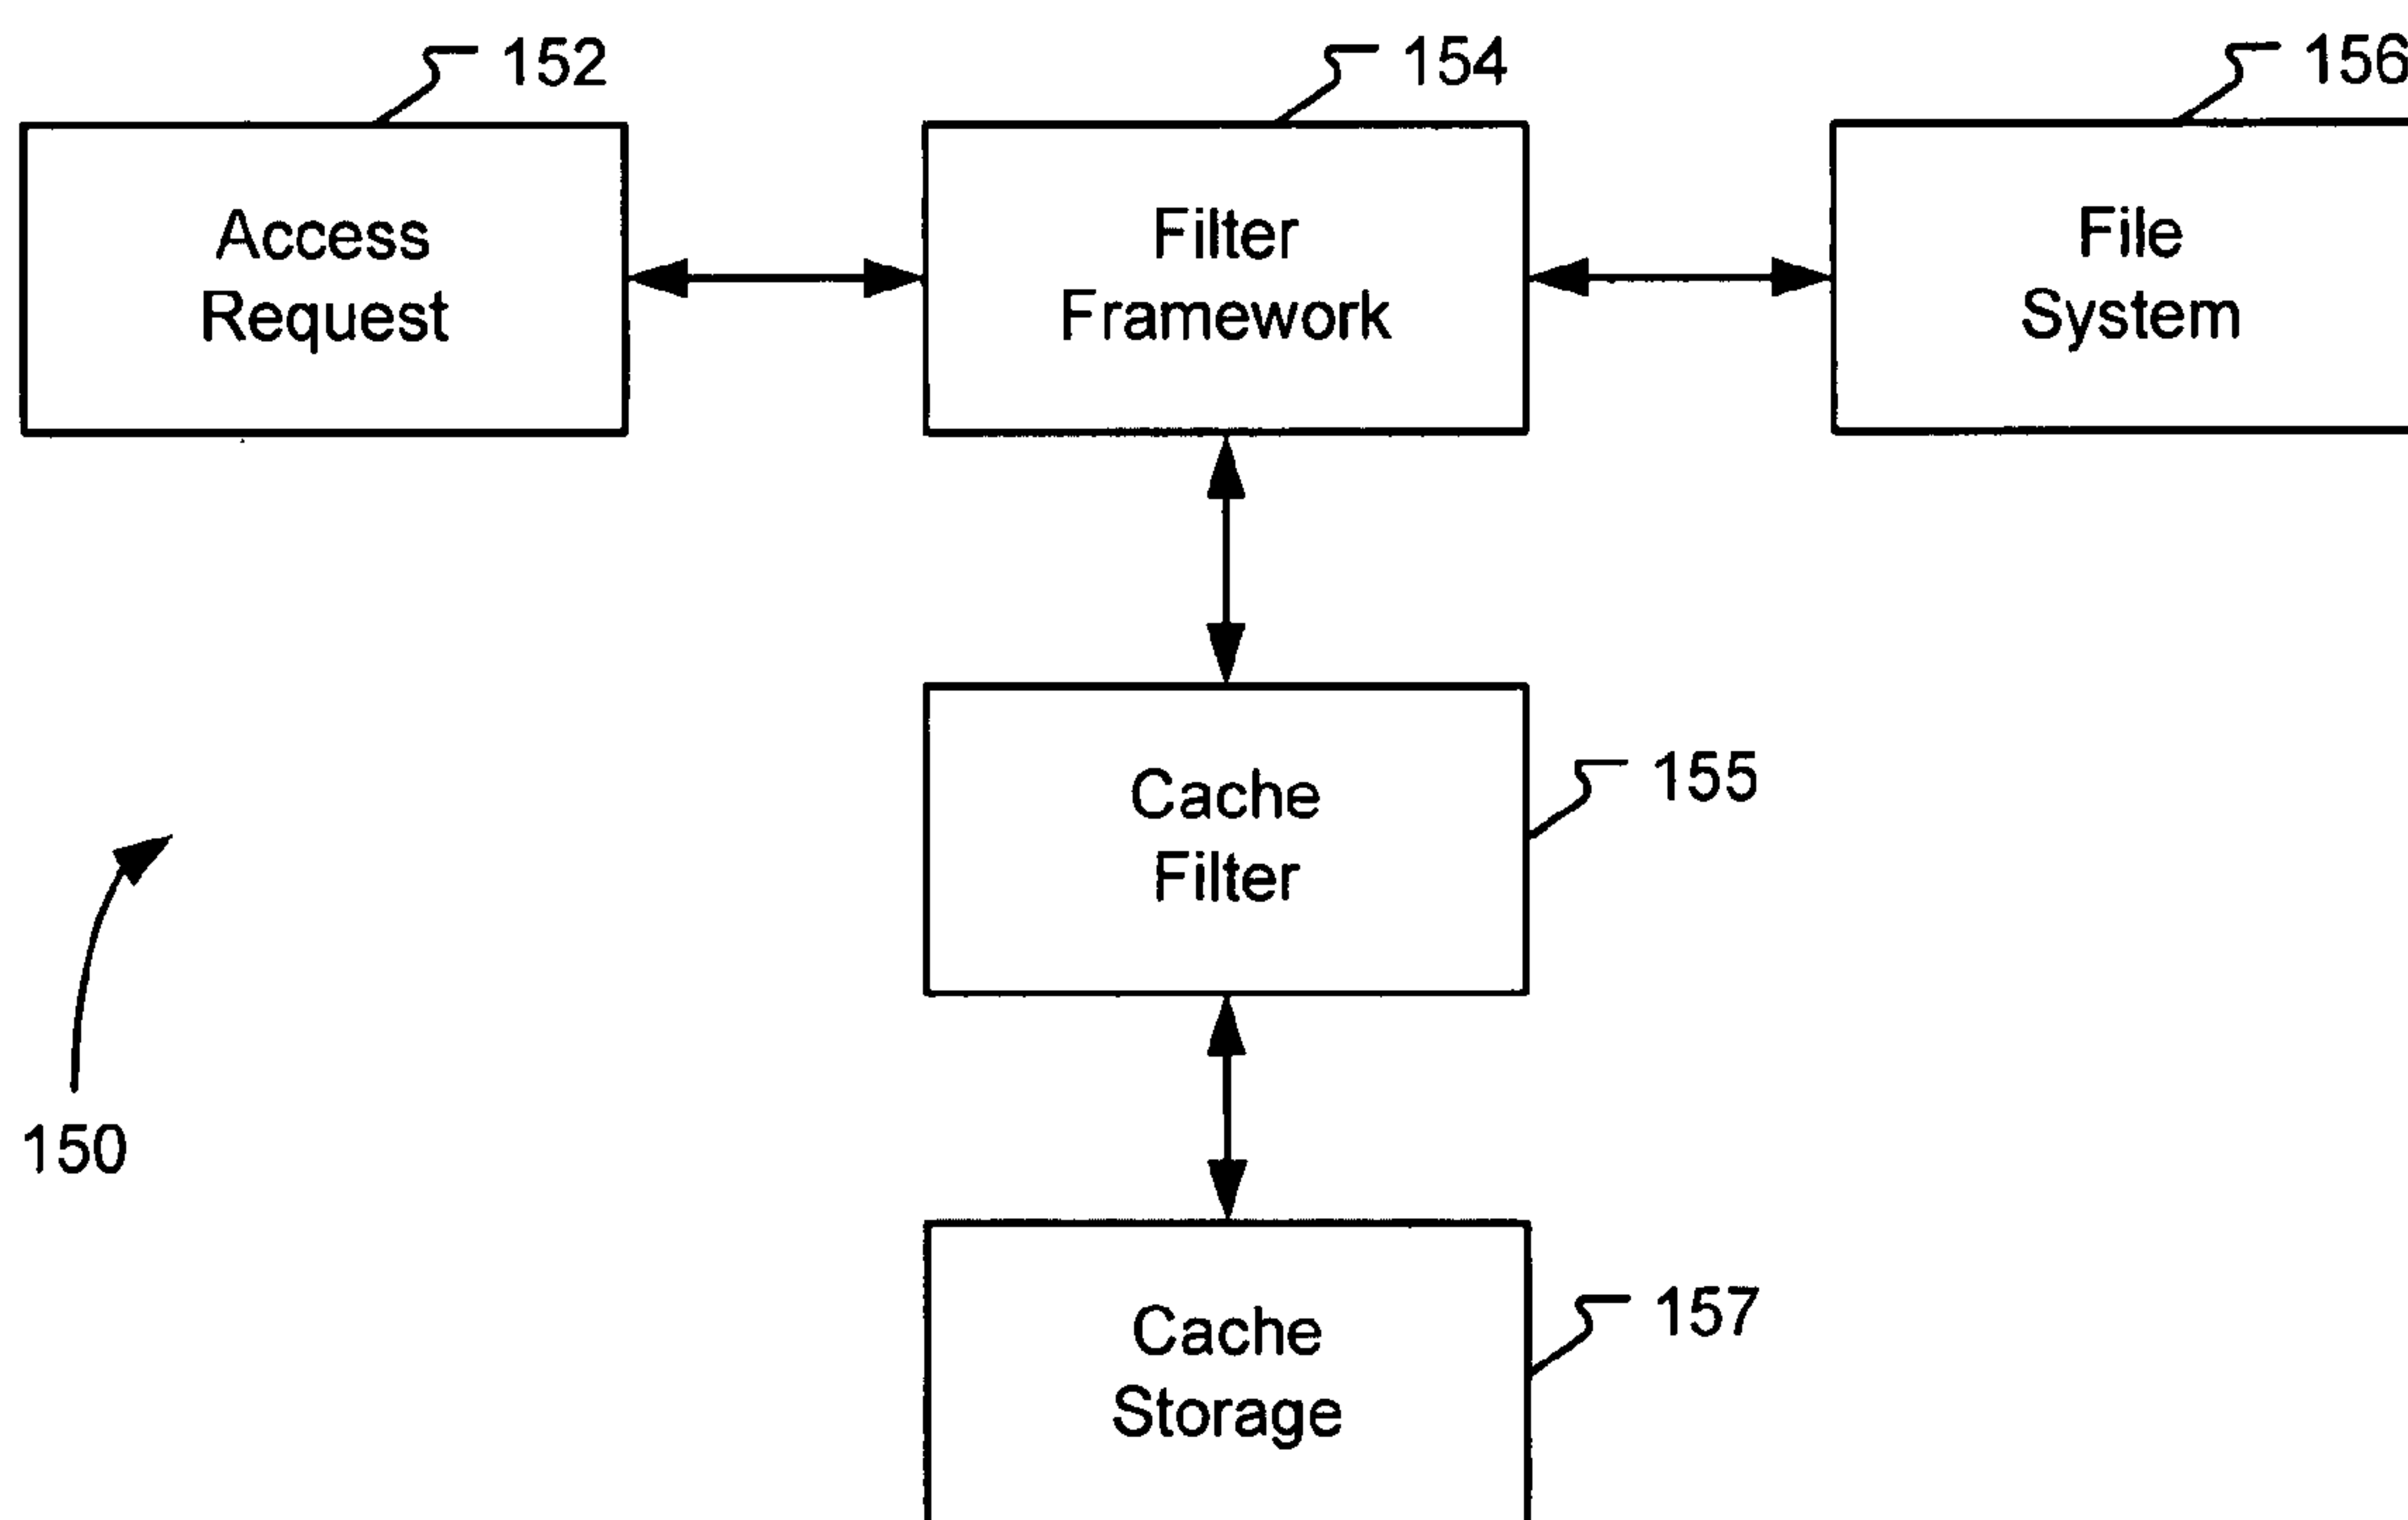 152
154
156
Access
Request
Filter
Framework
File
System
Cache
Filter
155
150
Cache
Storage
157